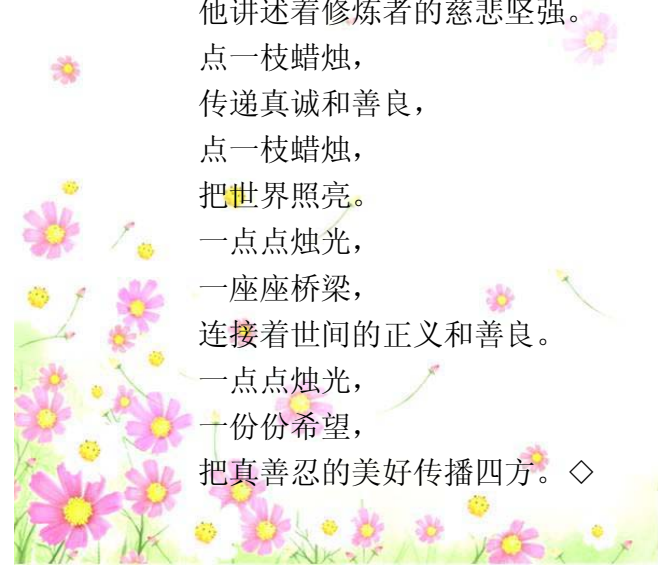 他讲述着修炼者的慈悲坚强。
点一枝蜡烛，
传递真诚和善良，
点一枝蜡烛，
把世界照亮。
一点点烛光，
一座座桥梁，
连接着世间的正义和善良。
一点点烛光，
一份份希望，
把真善忍的美好传播四方。◇